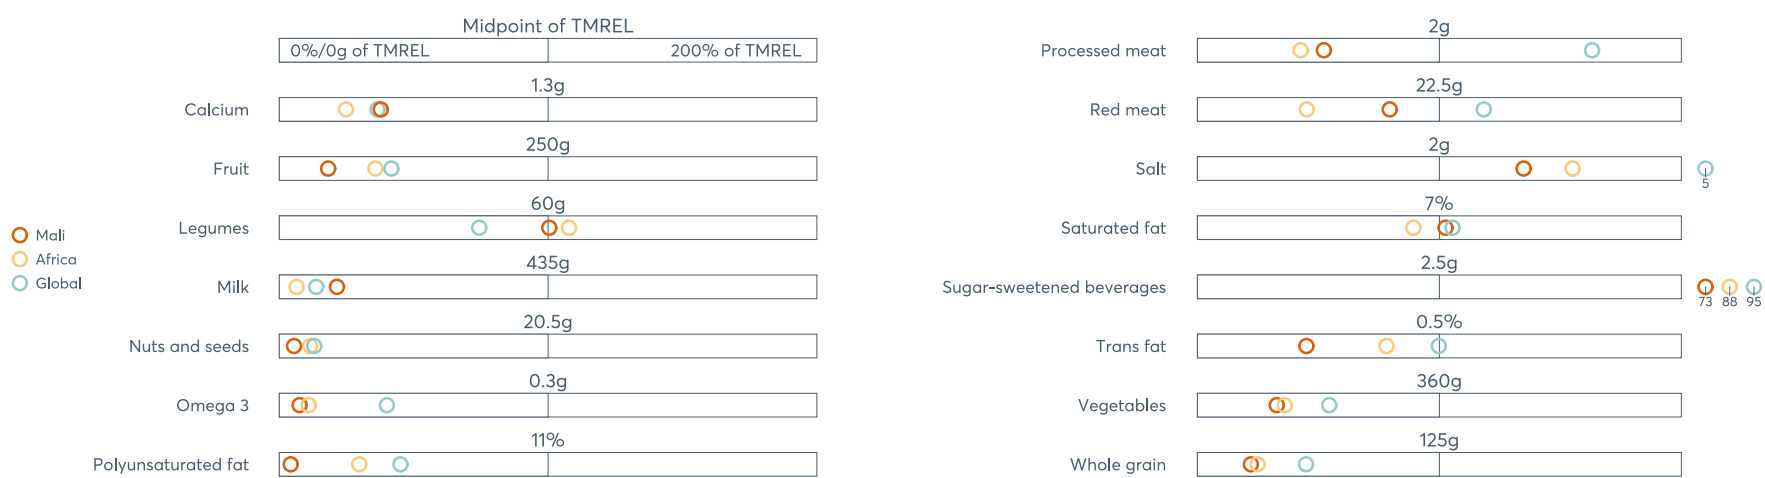 Midpoint of TMREL
0%/0g of TMREL 200% of TMREL
1.3g
Calcium
250g
Fruit
60g
Legumes
435g
Milk
20.5g
Nuts and seeds
0.3g
Omega 3
11%
Polyunsaturated fat
Mali
Africa
Global
2g
Processed meat
22.5g
Red meat
2g
Salt
5
7%
Saturated fat
2.5g
Sugar-sweetened beverages
73 88 95
0.5%
Trans fat
360g
Vegetables
125g
Whole grain